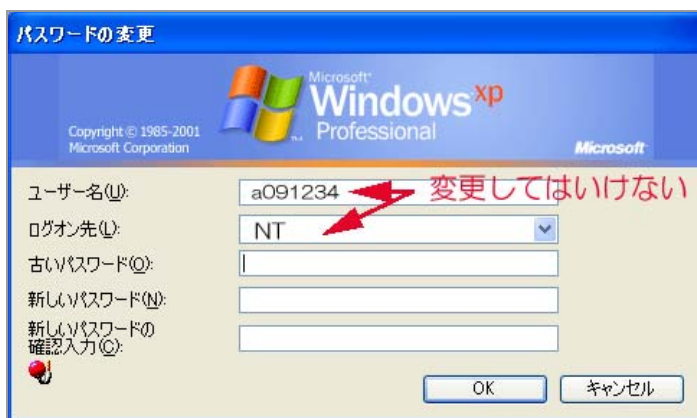 パスワードの変更
Microsoft
Windows xp
Professional
Copyright © 1985-2001
Microsoft Corporation
Microsoft
ユーザー名(U):
a091234
変更してはいけない
ログオン先(L):
NT
古いパスワード(O):
新しいパスワード(N):
新しいパスワードの
確認入力(C):
OK
キャンセル